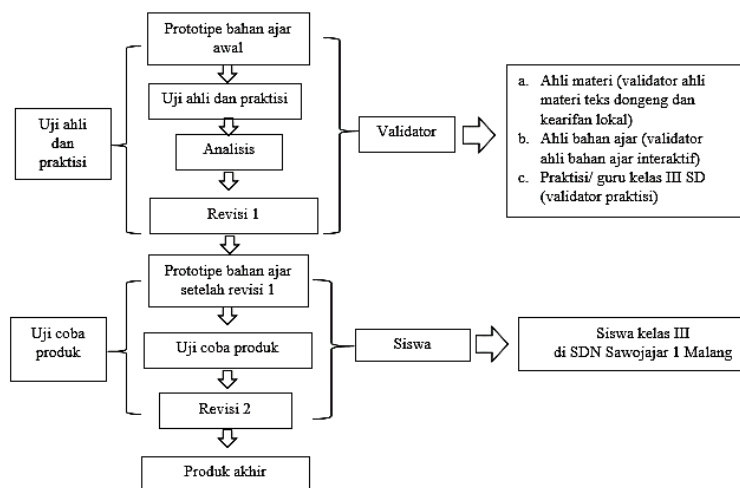 Prototipe bahan ajar
awal
Uji ahli dan praktisi
Analisis
Revisi 1
Uji ahli
dan
praktisi
Validator
a. Ahli materi (validator ahli
materi teks dongeng dan
kearifan lokal)
b. Ahli bahan ajar (validator
ahli bahan ajar interaktif)
c. Praktisi/ guru kelas III SD
(validator praktisi)
Prototipe bahan ajar
setelah revisi 1
Uji coba produk
Revisi 2
Uji coba
produk
Siswa
Siswa kelas III
di SDN Sawojajar 1 Malang
Produk akhir